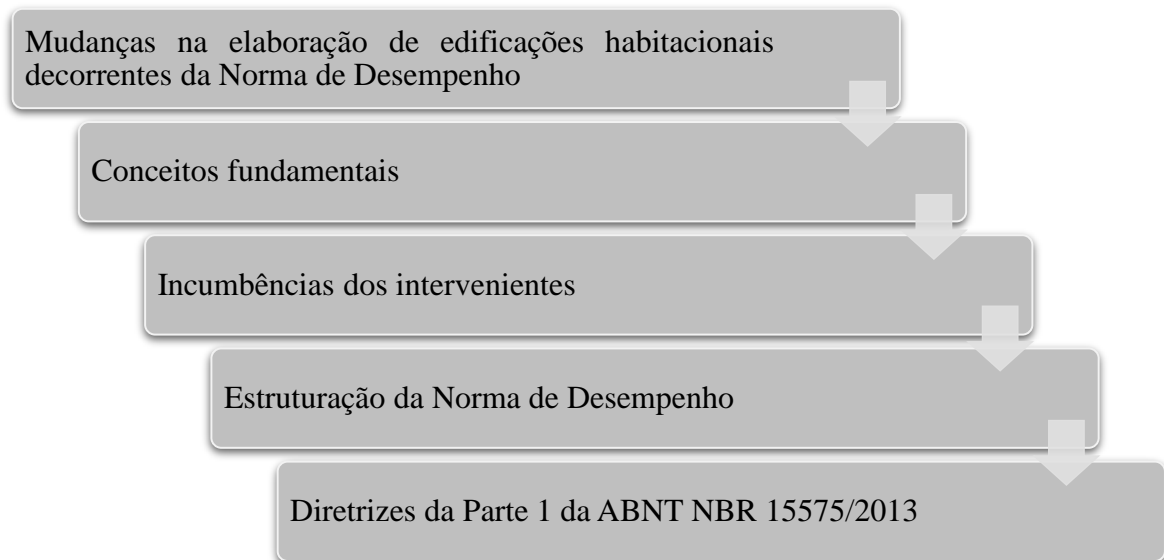 Mudanças na elaboração de edificações habitacionais
decorrentes da Norma de Desempenho
Conceitos fundamentais
Incumbências dos intervenientes
Estruturação da Norma de Desempenho
Diretrizes da Parte 1 da ABNT NBR 15575/2013